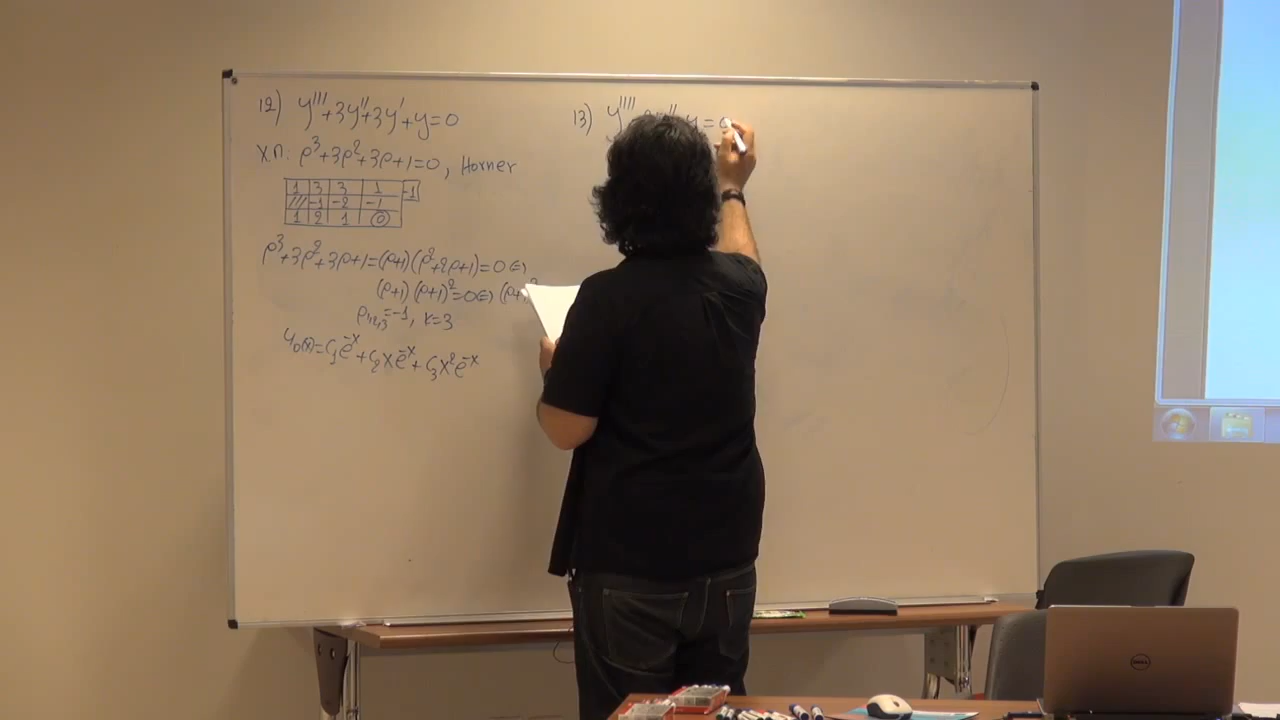 12) y'''+3y''+3y'+y=0
Χ.Π: ρ³+3ρ²+3ρ+1=0, Horner
1 3 3 1 -1
/// -1 -2 -1
1 2 1 0
ρ³+3ρ²+3ρ+1=(ρ+1)(ρ²+2ρ+1)=0⇔
(ρ+1)(ρ+1)²=0⇔(ρ+1
ρ₁,₂,₃=-1, κ=3
y₀(x)=c₁e⁻ˣ+c₂xe⁻ˣ+c₃x²e⁻ˣ
13) y'''' y=0
DELL